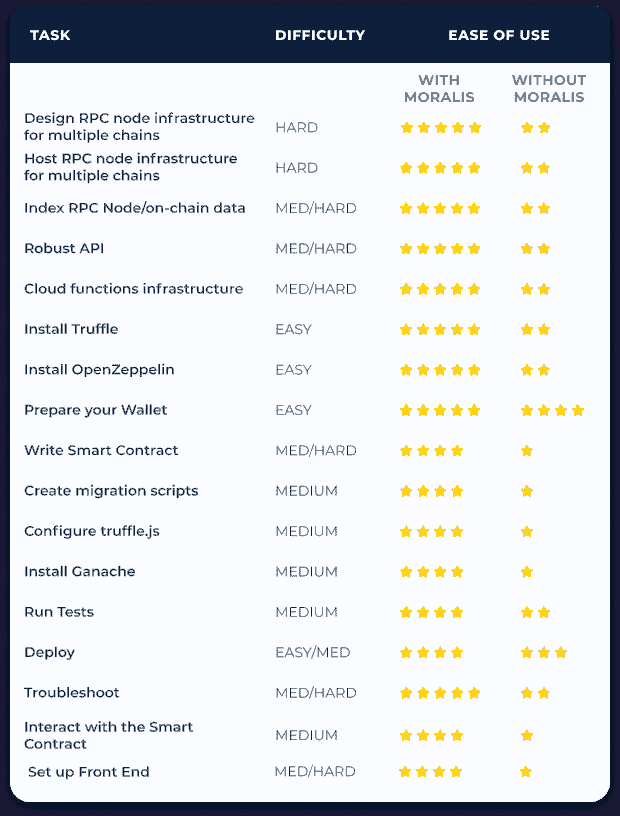 TASK DIFFICULTY EASE OF USE
WITH WITHOUT
MORALIS MORALIS
Design RPC node infrastructure
for multiple chains HARD
Host RPC node infrastructure
for multiple chains HARD
Index RPC Node/on-chain data MED/HARD
Robust API MED/HARD
Cloud functions infrastructure MED/HARD
Install Truffle EASY
Install OpenZeppelin EASY
Prepare your Wallet EASY
Write Smart Contract MED/HARD
Create migration scripts MEDIUM
Configure truffle.js MEDIUM
Install Ganache MEDIUM
Run Tests MEDIUM
Deploy EASY/MED
Troubleshoot MED/HARD
Interact with the Smart
Contract MEDIUM
Set up Front End MED/HARD